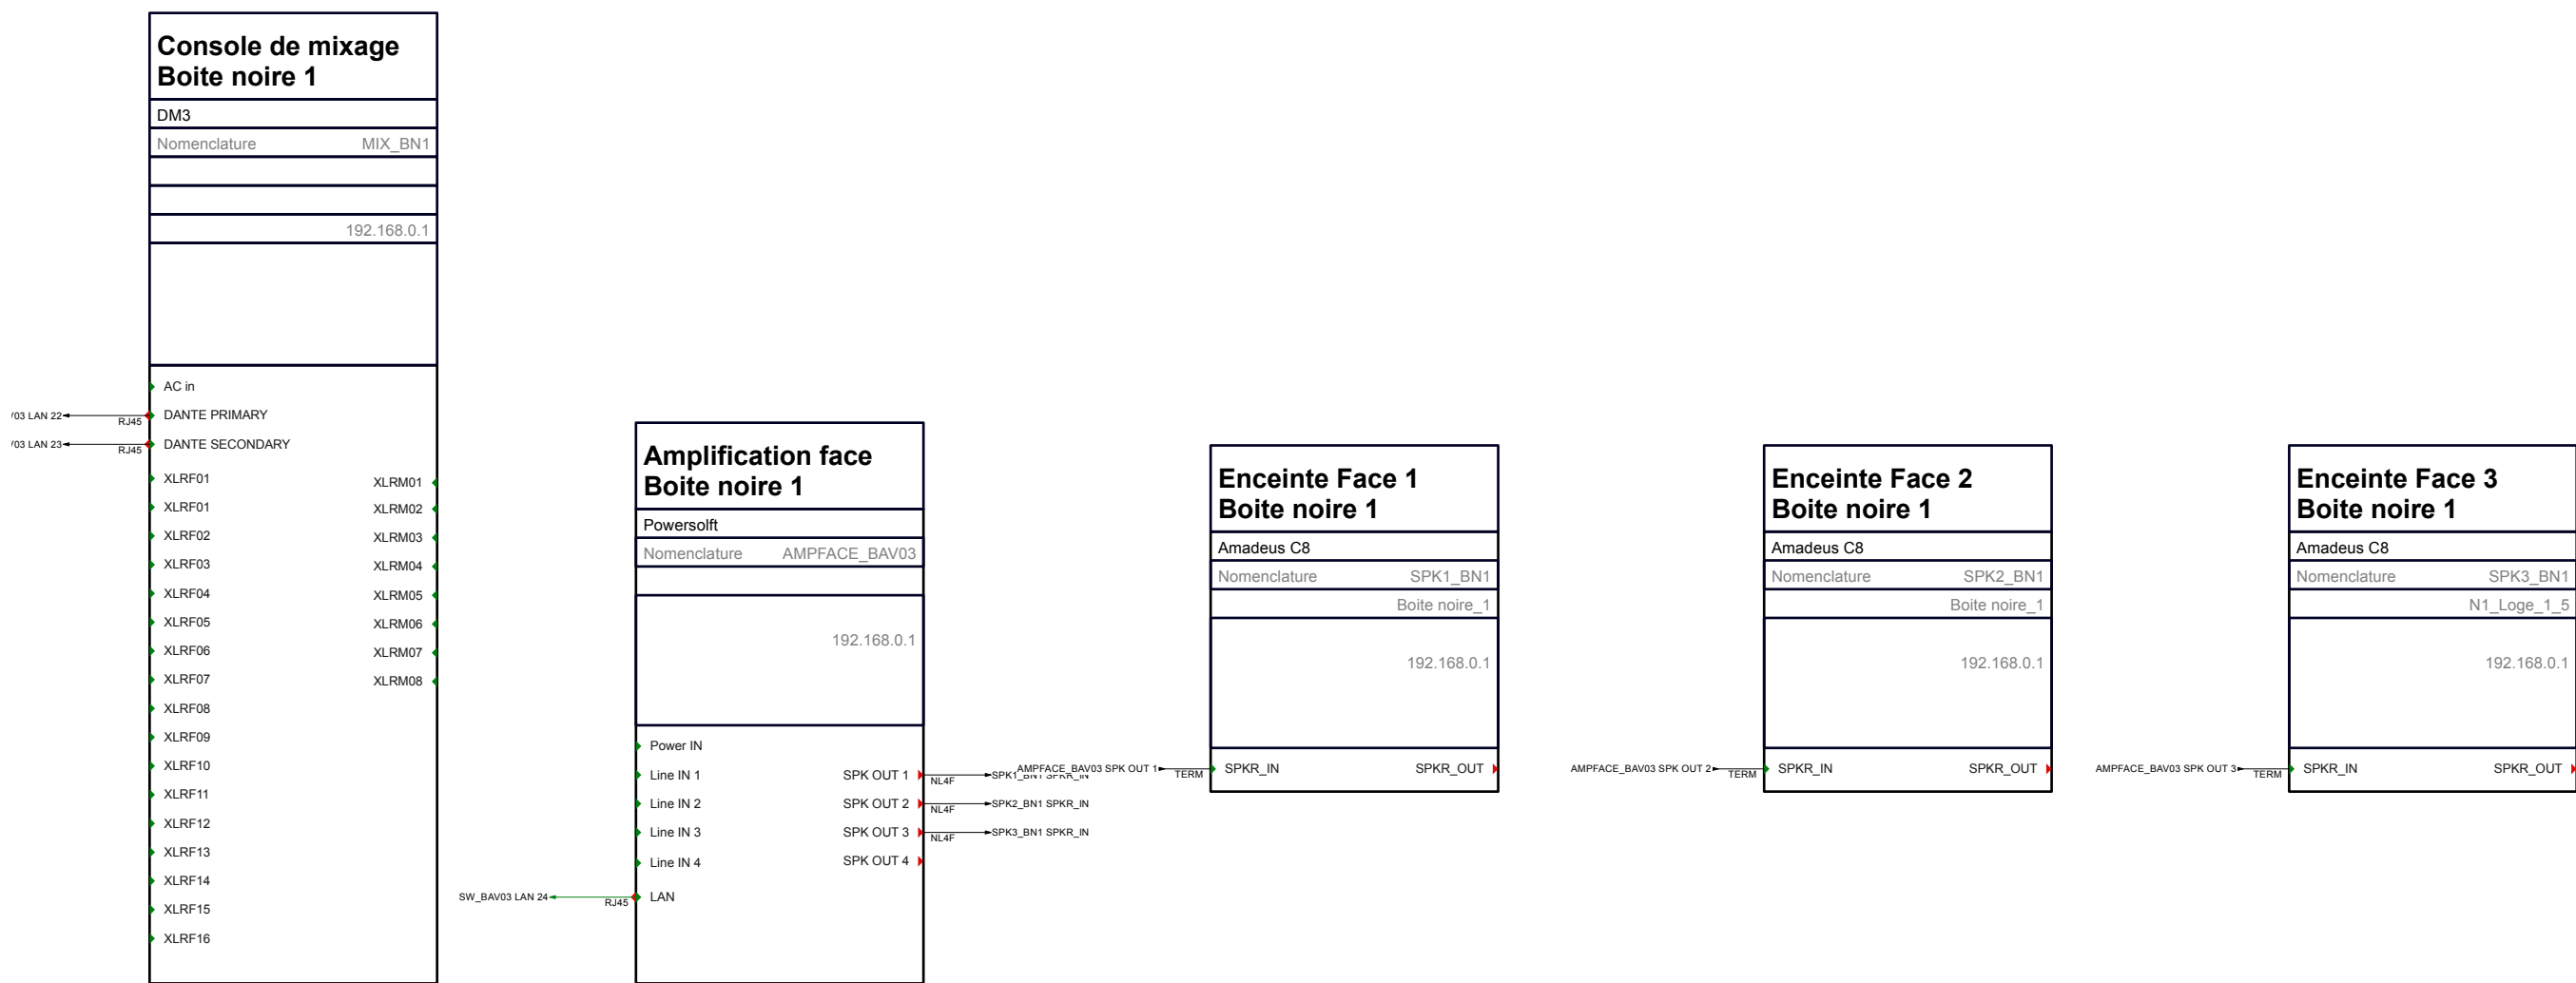 Console de mixage
Boite noire 1
DM3
Nomenclature MIX_BN1
192.168.0.1
AC in
/03 LAN 22 RJ45 DANTE PRIMARY
/03 LAN 23 RJ45 DANTE SECONDARY
XLRF01 XLRM01
XLRF01 XLRM02
XLRF02 XLRM03
XLRF03 XLRM04
XLRF04 XLRM05
XLRF05 XLRM06
XLRF06 XLRM07
XLRF07 XLRM08
XLRF08
XLRF09
XLRF10
XLRF11
XLRF12
XLRF13
XLRF14
XLRF15
XLRF16
Amplification face
Boite noire 1
Powersolft
Nomenclature AMPFACE_BAV03
192.168.0.1
Power IN
Line IN 1 SPK OUT 1 NL4F SPK1_BN1 SPKR_IN
Line IN 2 SPK OUT 2 NL4F SPK2_BN1 SPKR_IN
Line IN 3 SPK OUT 3 NL4F SPK3_BN1 SPKR_IN
Line IN 4 SPK OUT 4
SW_BAV03 LAN 24 RJ45 LAN
Enceinte Face 1
Boite noire 1
Amadeus C8
Nomenclature SPK1_BN1
Boite noire_1
192.168.0.1
AMPFACE_BAV03 SPK OUT 1 TERM SPKR_IN SPKR_OUT
Enceinte Face 2
Boite noire 1
Amadeus C8
Nomenclature SPK2_BN1
Boite noire_1
192.168.0.1
AMPFACE_BAV03 SPK OUT 2 TERM SPKR_IN SPKR_OUT
Enceinte Face 3
Boite noire 1
Amadeus C8
Nomenclature SPK3_BN1
N1_Loge_1_5
192.168.0.1
AMPFACE_BAV03 SPK OUT 3 TERM SPKR_IN SPKR_OUT